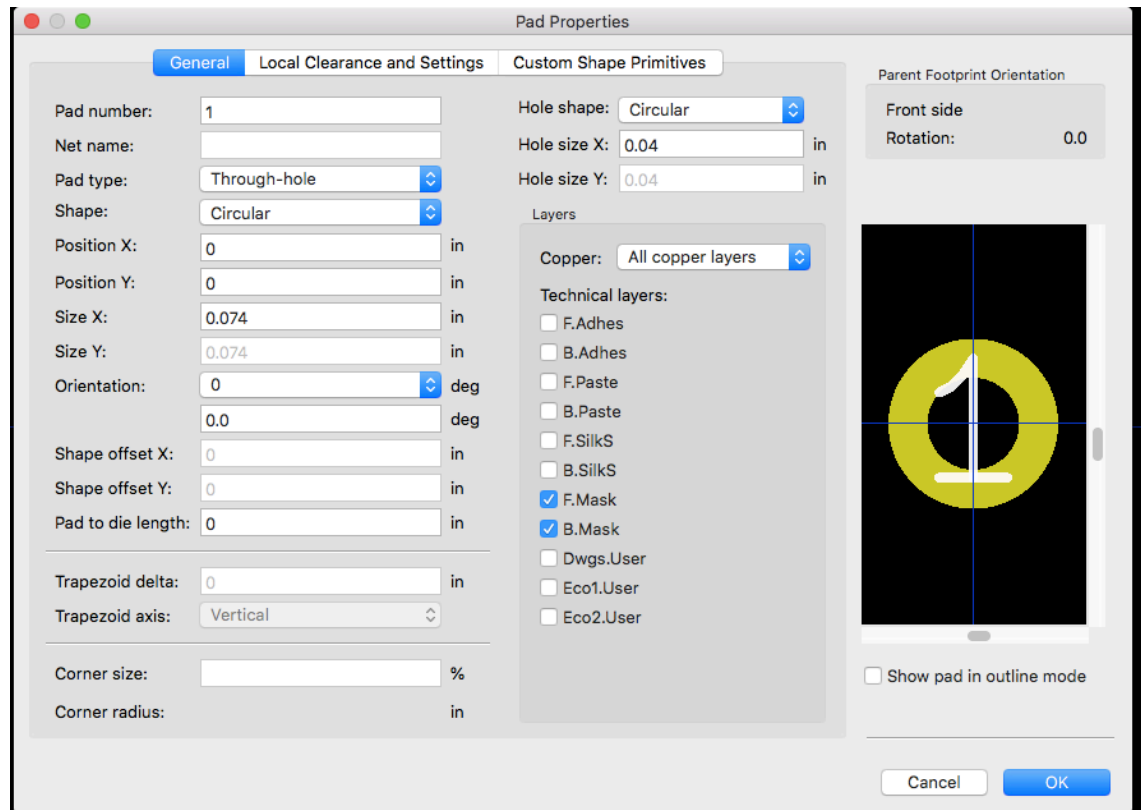 Pad Properties
General
Local Clearance and Settings
Custom Shape Primitives
Pad number: 1
Net name:
Pad type: Through-hole
Shape: Circular
Position X: 0 in
Position Y: 0 in
Size X: 0.074 in
Size Y: 0.074 in
Orientation: 0 deg
0.0 deg
Shape offset X: 0 in
Shape offset Y: 0 in
Pad to die length: 0 in
Trapezoid delta: 0 in
Trapezoid axis: Vertical
Corner size: %
Corner radius: in
Hole shape: Circular
Hole size X: 0.04 in
Hole size Y: 0.04 in
Layers
Copper: All copper layers
Technical layers:
F.Adhes
B.Adhes
F.Paste
B.Paste
F.SilkS
B.SilkS
F.Mask
B.Mask
Dwgs.User
Eco1.User
Eco2.User
Parent Footprint Orientation
Front side
Rotation: 0.0
1
Show pad in outline mode
Cancel
OK